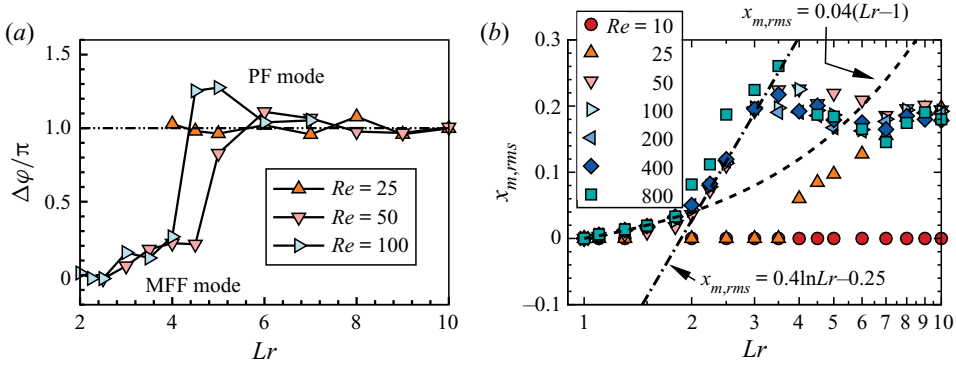 (a)
1.5
1.0
0.5
0
Δφ/π
PF mode
MFF mode
Re = 25
Re = 50
Re = 100
2 4 6 8 10
Lr
(b)
x_{m,rms} = 0.04(Lr–1)
0.3
0.2
0.1
0
–0.1
x_{m,rms}
Re = 10
25
50
100
200
400
800
x_{m,rms} = 0.4lnLr–0.25
1 2 3 4 5 6 7 8 9 10
Lr